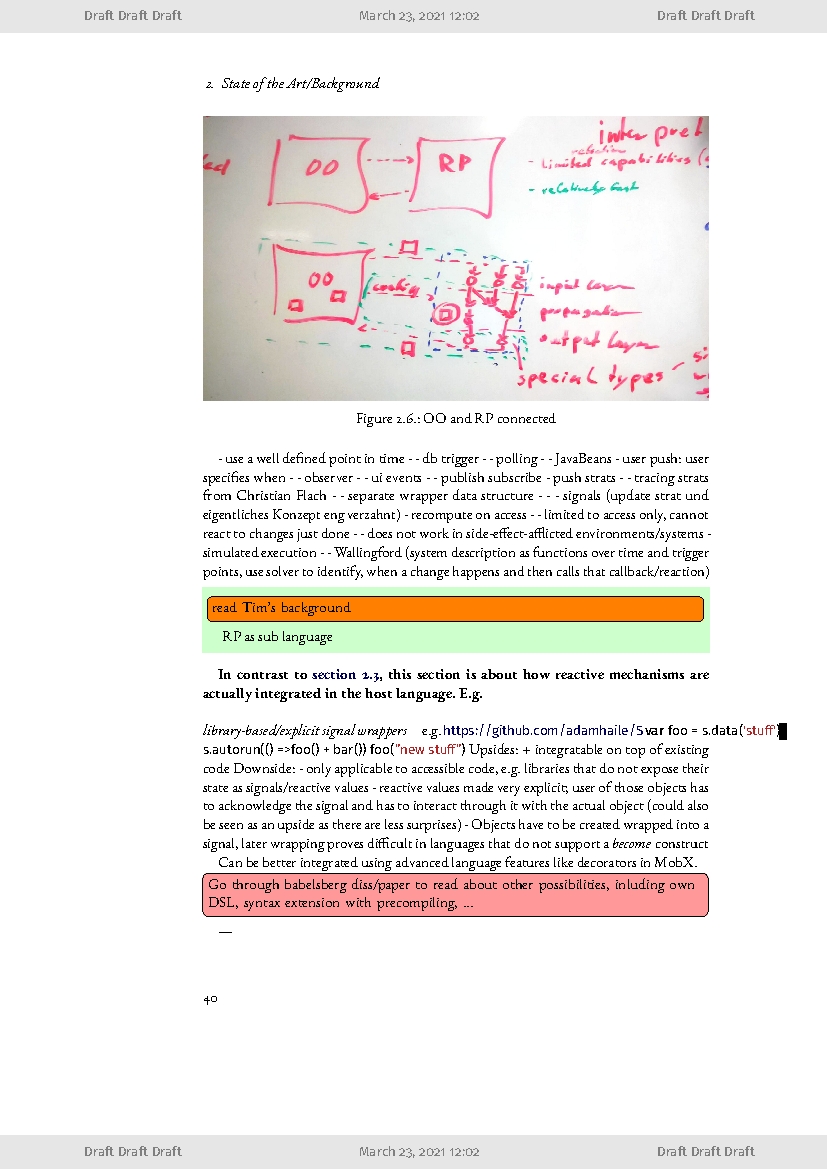 Draft Draft Draft March 23, 2021 12:02 Draft Draft Draft
2. State of the Art/Background
interpret
OO RP
- limited capabilities
- relatively fast
OO
config
input layer
propagation
output layer
special types
Figure 2.6.: OO and RP connected
- use a well defined point in time - - db trigger - - polling - - JavaBeans - user push: user
specifies when - - observer - - ui events - - publish subscribe - push strats - - tracing strats
from Christian Flach - - separate wrapper data structure - - - signals (update strat und
eigentliches Konzept eng verzahnt) - recompute on access - - limited to access only, cannot
react to changes just done - - does not work in side-effect-afflicted environments/systems -
simulated execution - - Wallingford (system description as functions over time and trigger
points, use solver to identify, when a change happens and then calls that callback/reaction)
read Tim's background
RP as sub language
In contrast to section 2.3, this section is about how reactive mechanisms are
actually integrated in the host language. E.g.
library-based/explicit signal wrappers e.g. https://github.com/adamhaile/S var foo = s.data('stuff')
s.autorun(() =>foo() + bar()) foo("new stuff") Upsides: + integratable on top of existing
code Downside: - only applicable to accessible code, e.g. libraries that do not expose their
state as signals/reactive values - reactive values made very explicit; user of those objects has
to acknowledge the signal and has to interact through it with the actual object (could also
be seen as an upside as there are less surprises) - Objects have to be created wrapped into a
signal, later wrapping proves difficult in languages that do not support a become construct
Can be better integrated using advanced language features like decorators in MobX.
Go through babelsberg diss/paper to read about other possibilities, inluding own
DSL, syntax extension with precompiling, ...
—
40
Draft Draft Draft March 23, 2021 12:02 Draft Draft Draft